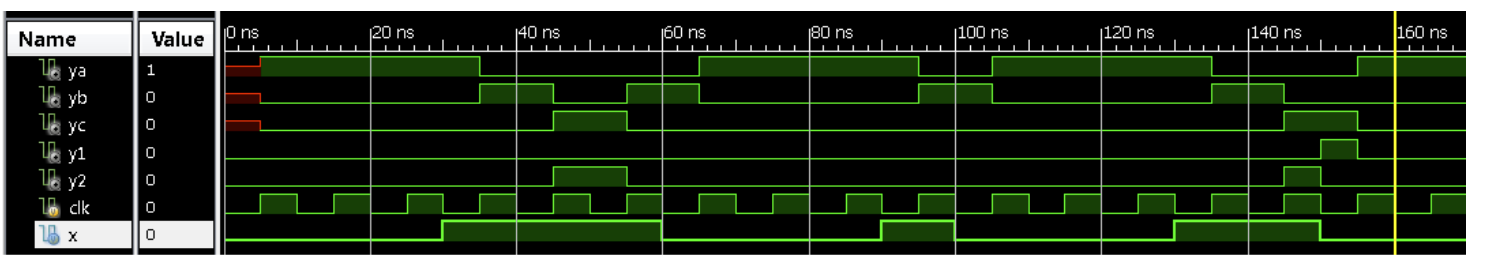 Name Value 0 ns 20 ns 40 ns 60 ns 80 ns 100 ns 120 ns 140 ns 160 ns
ya 1
yb 0
yc 0
y1 0
y2 0
clk 0
x 0